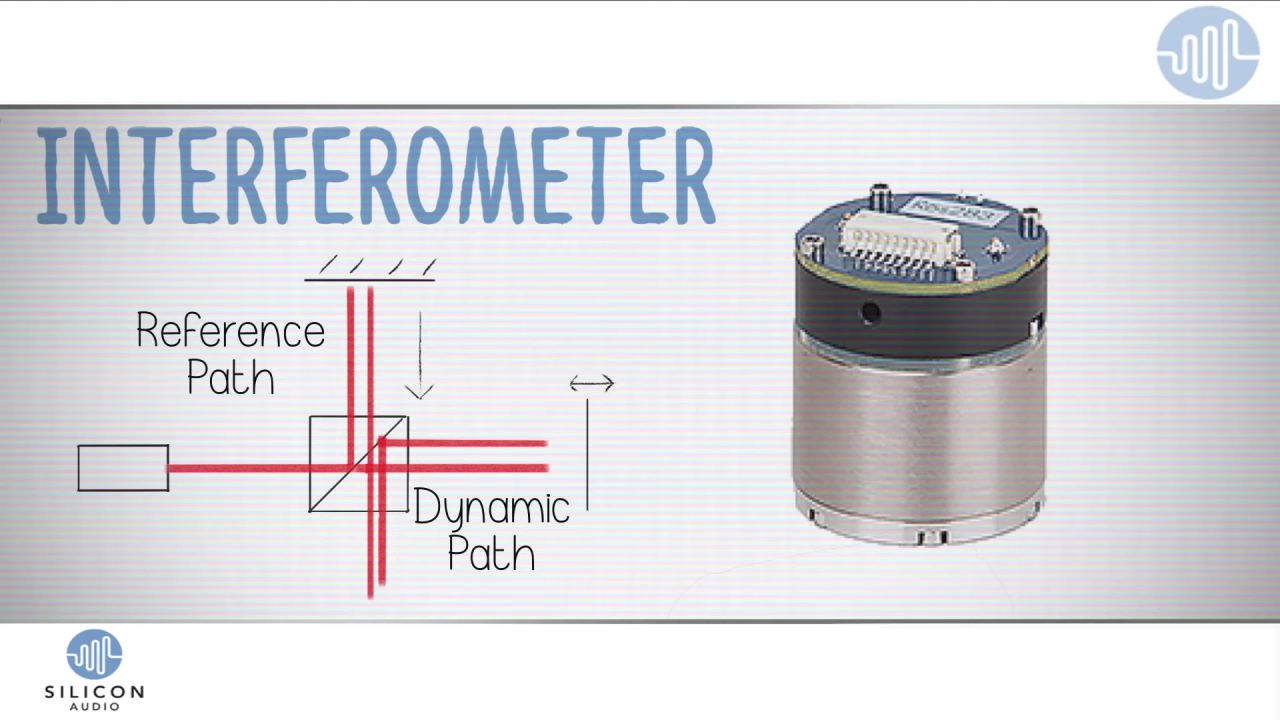 INTERFEROMETER
Reference
Path
Dynamic
Path
SILICON
AUDIO